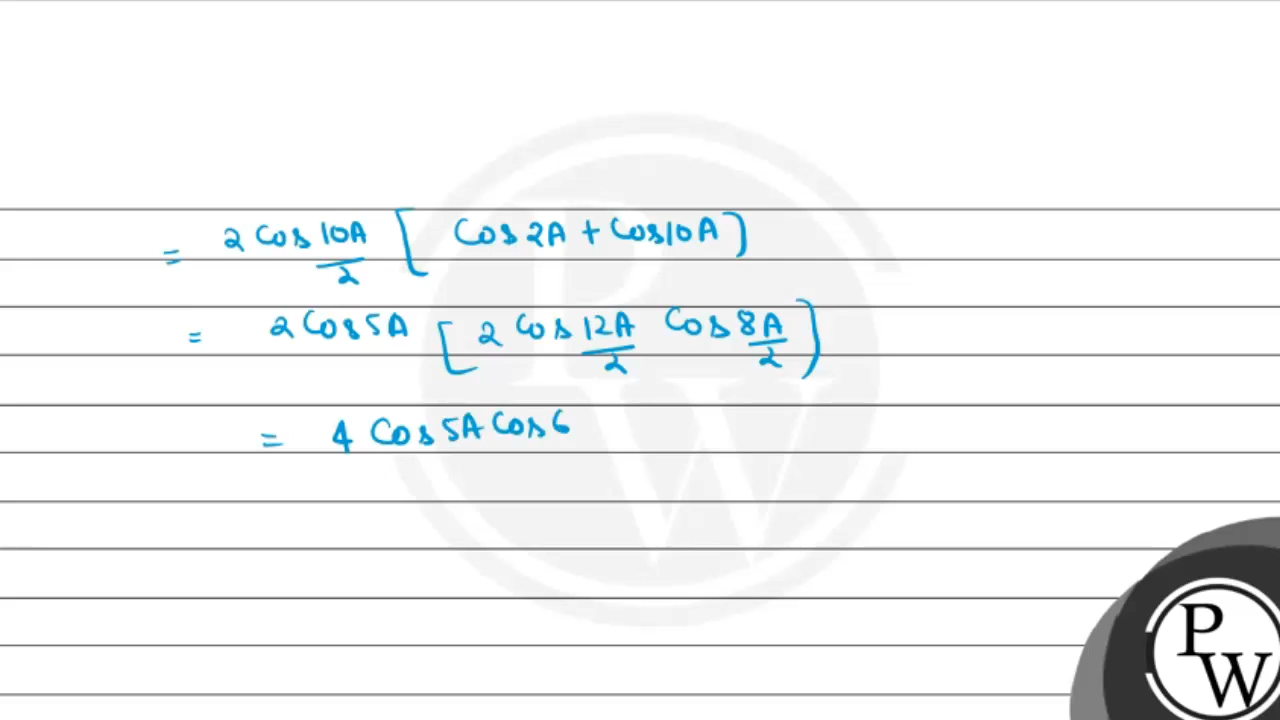 = 2 cos 10A/2 [ cos 2A + cos 10A ]
= 2 cos 5A [ 2 cos 12A/2 cos 8A/2 ]
= 4 cos 5A cos 6
PW
PW